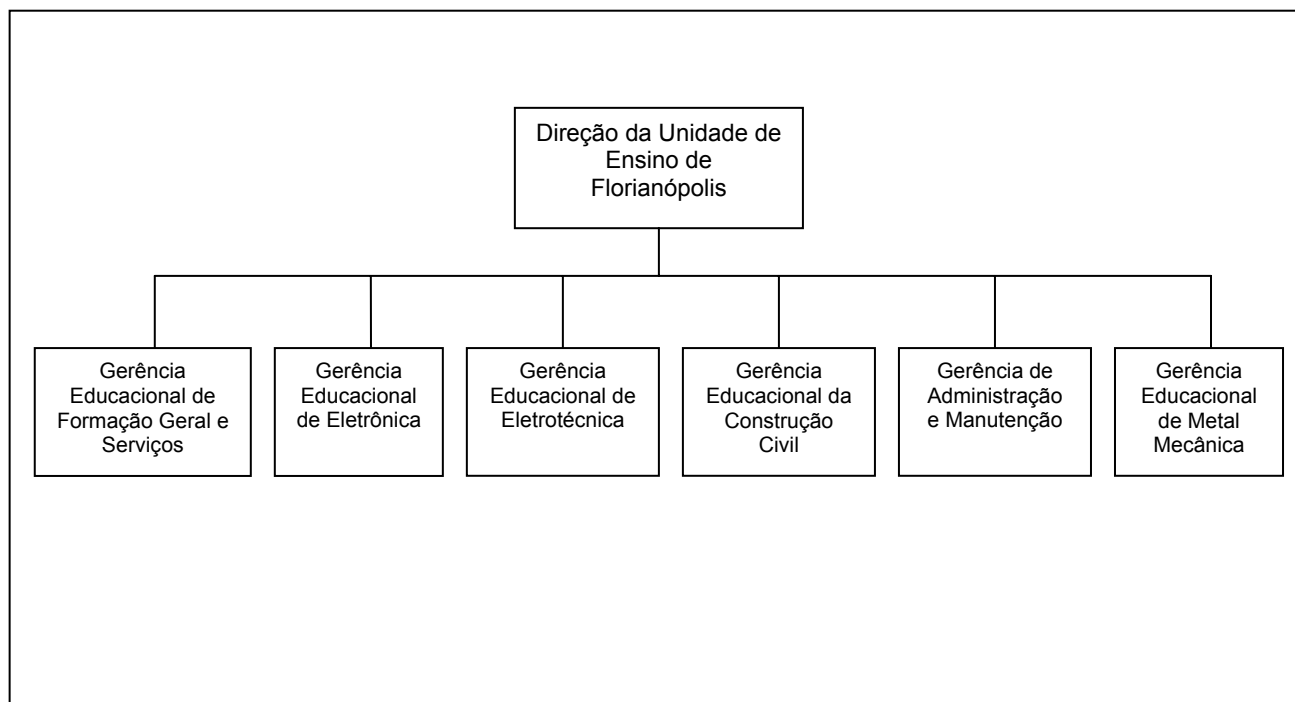 Direção da Unidade de
Ensino de
Florianópolis
Gerência
Educacional de
Formação Geral e
Serviços
Gerência
Educacional
de Eletrônica
Gerência
Educacional de
Eletrotécnica
Gerência
Educacional da
Construção
Civil
Gerência de
Administração
e Manutenção
Gerência
Educacional
de Metal
Mecânica